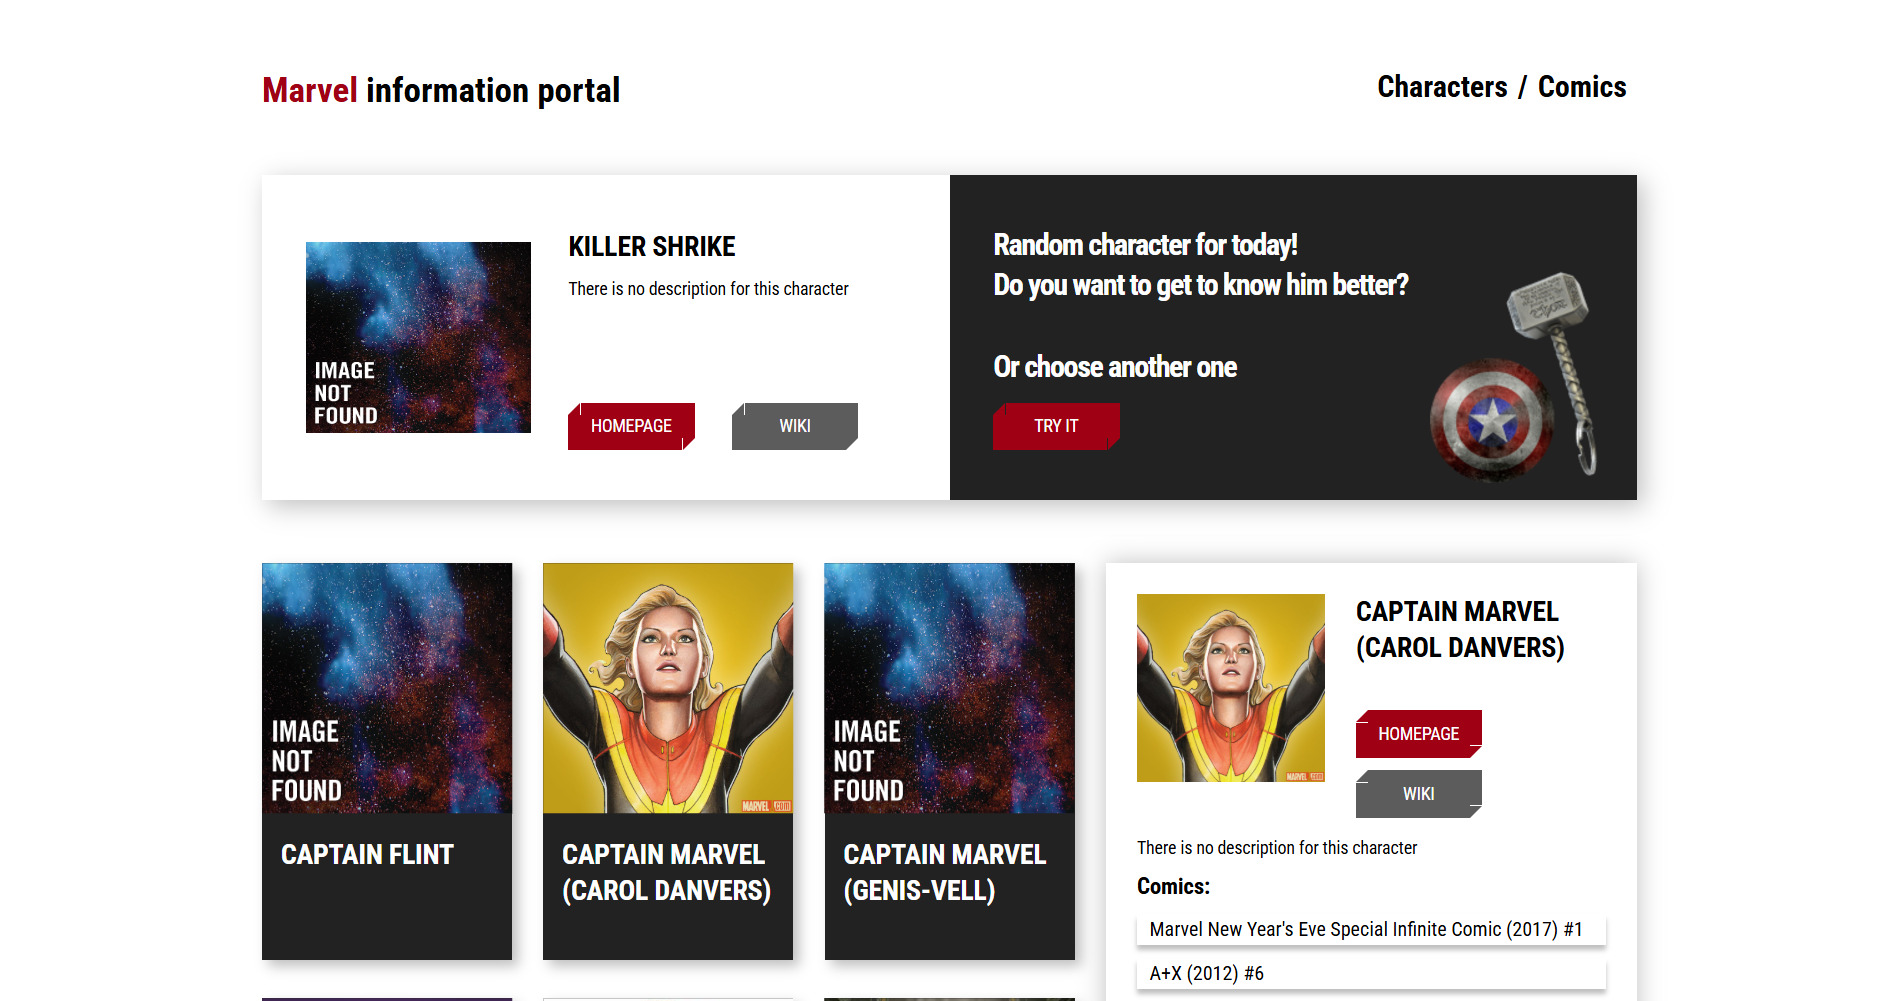 Marvel information portal
Characters / Comics
KILLER SHRIKE
There is no description for this character
IMAGE
NOT
FOUND
HOMEPAGE
WIKI
Random character for today!
Do you want to get to know him better?
Or choose another one
TRY IT
IMAGE
NOT
FOUND
CAPTAIN FLINT
MARVEL.COM
CAPTAIN MARVEL
(CAROL DANVERS)
IMAGE
NOT
FOUND
CAPTAIN MARVEL
(GENIS-VELL)
MARVEL.COM
CAPTAIN MARVEL
(CAROL DANVERS)
HOMEPAGE
WIKI
There is no description for this character
Comics:
Marvel New Year's Eve Special Infinite Comic (2017) #1
A+X (2012) #6